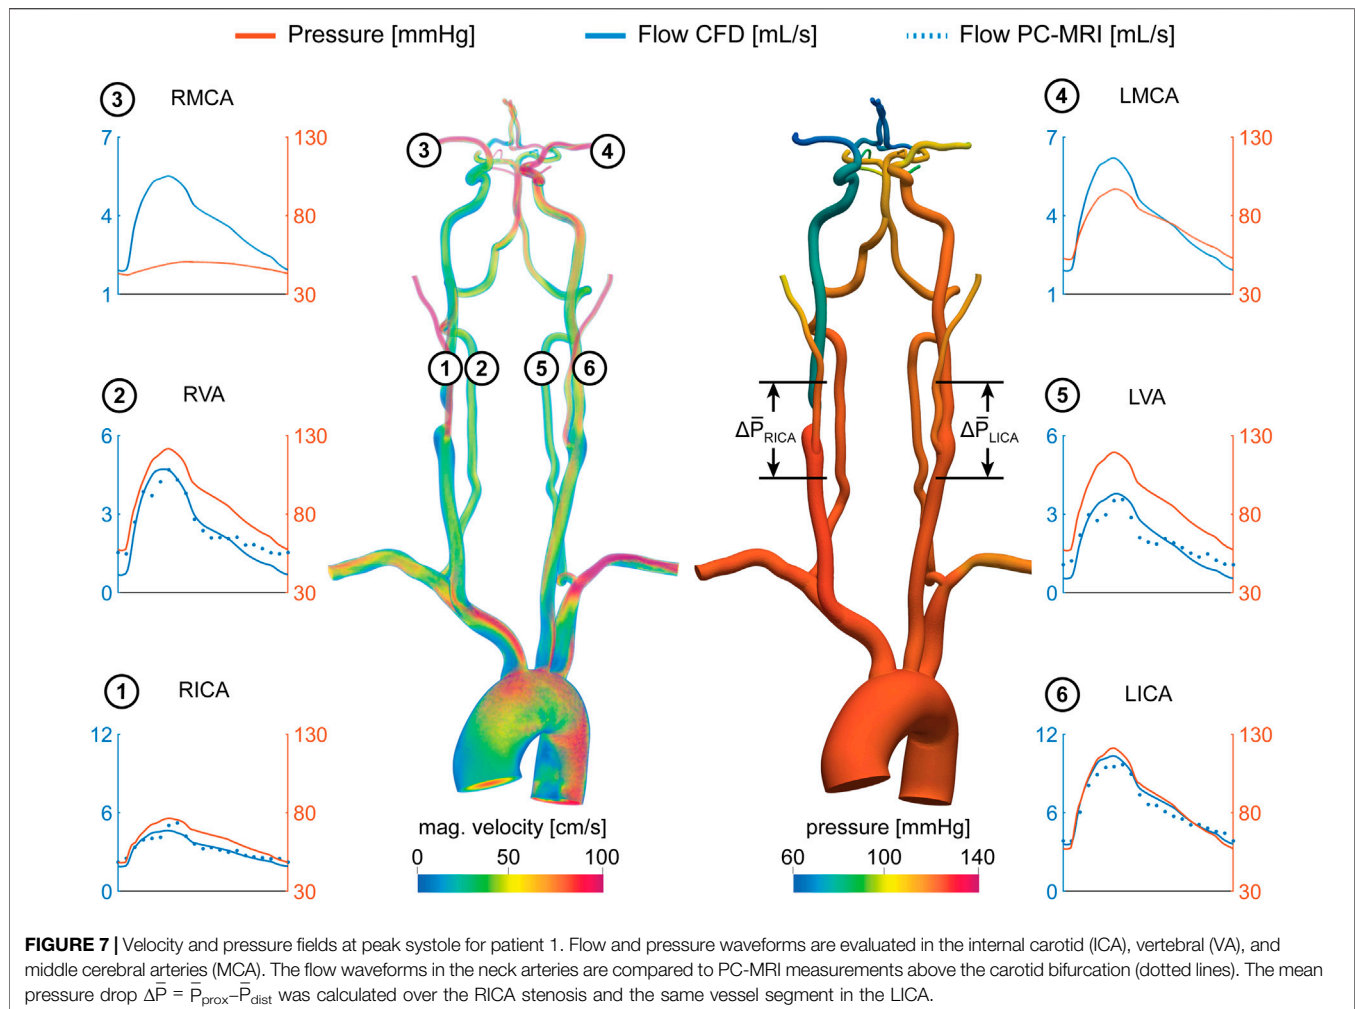 Pressure [mmHg] Flow CFD [mL/s] Flow PC-MRI [mL/s]
3 RMCA
7 130
4 80
1 30
2 RVA
6 130
3 80
0 30
1 RICA
12 130
6 80
0 30
3 4
1 2 5 6
mag. velocity [cm/s]
0 50 100
ΔP̅RICA ΔP̅LICA
pressure [mmHg]
60 100 140
4 LMCA
7 130
4 80
1 30
5 LVA
6 130
3 80
0 30
6 LICA
12 130
6 80
0 30
FIGURE 7 | Velocity and pressure fields at peak systole for patient 1. Flow and pressure waveforms are evaluated in the internal carotid (ICA), vertebral (VA), and
middle cerebral arteries (MCA). The flow waveforms in the neck arteries are compared to PC-MRI measurements above the carotid bifurcation (dotted lines). The mean
pressure drop ΔP̅ = P̅prox–P̅dist was calculated over the RICA stenosis and the same vessel segment in the LICA.